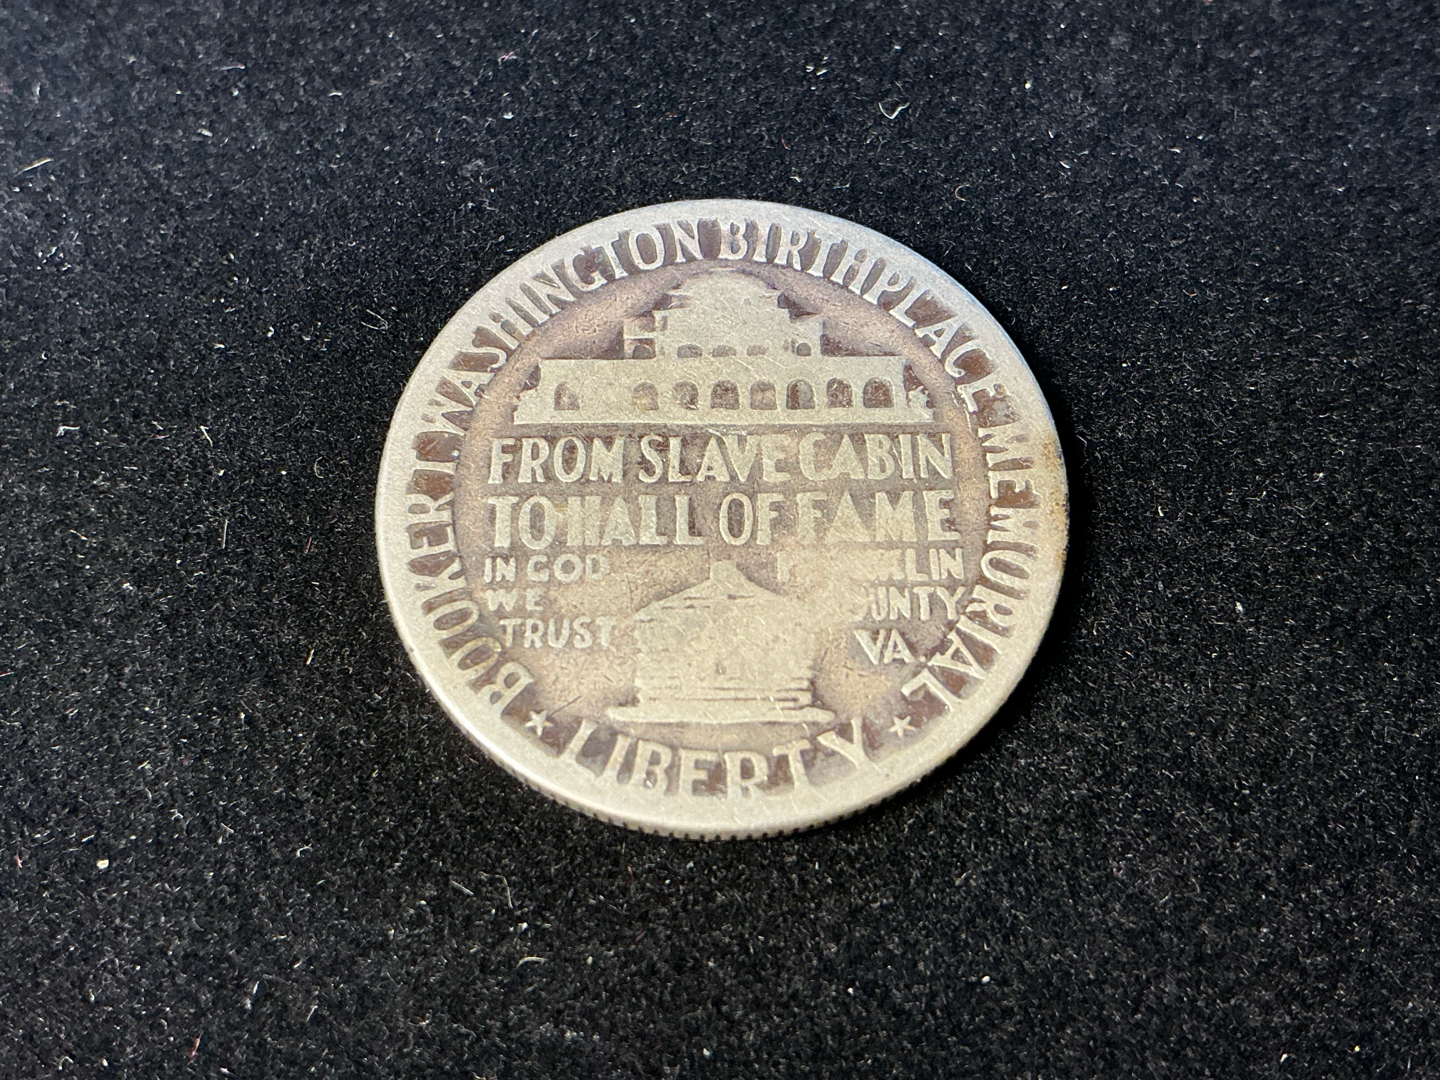 BOOKER T. WASHINGTON BIRTHPLACE MEMORIAL
FROM SLAVE CABIN
TO HALL OF FAME
IN GOD
WE
TRUST
VA.
LIBERTY